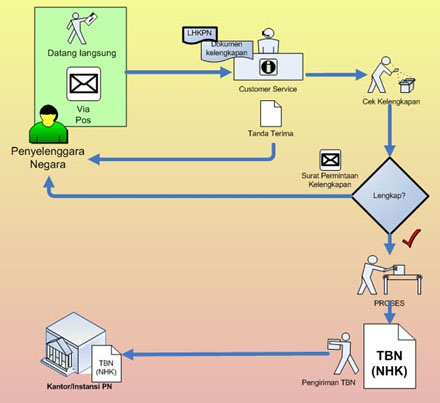 Datang langsung
Via
Pos
Penyelenggara
Negara
LHKPN
Dokumen
kelengkapan
Customer Service
Tanda Terima
Cek Kelengkapan
Surat Permintaan
Kelengkapan
Lengkap?
PROSES
TBN
(NHK)
Pengiriman TBN
TBN
(NHK)
Kantor/Instansi PN